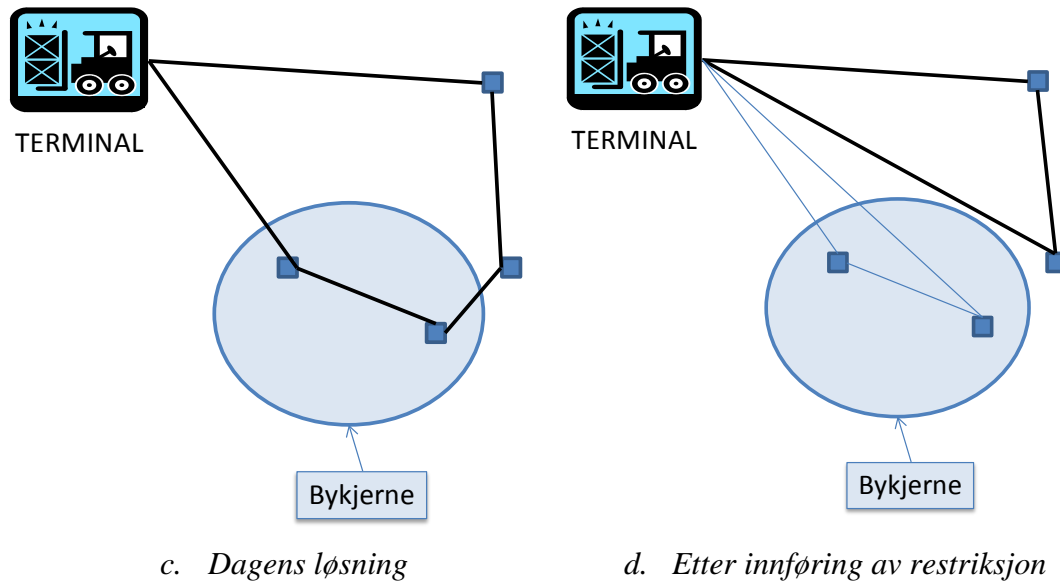 TERMINAL
TERMINAL
Bykjerne
Bykjerne
c. Dagens løsning
d. Etter innføring av restriksjon